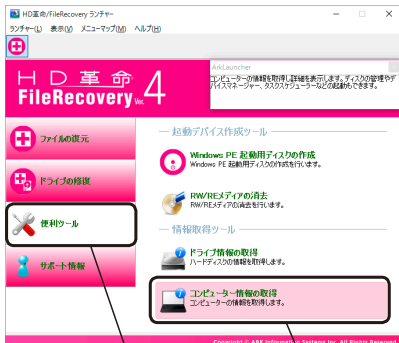 HD革命/FileRecovery ランチャー
ランチャー(L) 表示(V) メニューマップ(M) ヘルプ(H)
ArkLauncher
コンピューターの情報を取得し詳細を表示します。ディスクの管理やデ
バイスマネージャー、タスクスケジューラーなどの起動もできます。
HD革命
FileRecovery Ver.4
起動デバイス作成ツール
ファイルの復元
Windows PE 起動用ディスクの作成
Windows PE 起動用ディスクの作成を行います。
ドライブの修復
RW/REメディアの消去
RW/REメディアの消去を行います。
便利ツール
情報取得ツール
ドライブ情報の取得
ハードディスクの情報を取得します。
サポート情報
コンピューター情報の取得
コンピューターの情報を取得します。
Copyright © ARK Information Systems Inc. All Rights Reserved